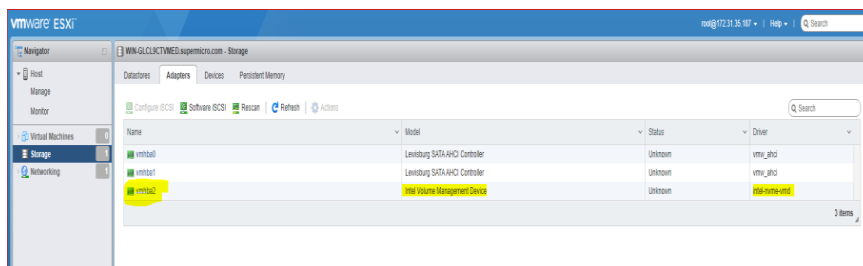 vmware ESXi
root@172.31.35.187 | Help | Search
Navigator
WIN-GLCL9CTVMED.supermicro.com - Storage
Host
Manage
Monitor
Virtual Machines 0
Storage 1
Networking 1
Datastores Adapters Devices Persistent Memory
Configure iSCSI Software iSCSI Rescan | Refresh | Actions
Search
Name Model Status Driver
vmhba0 Lewisburg SATA AHCI Controller Unknown vmw_ahci
vmhba1 Lewisburg SATA AHCI Controller Unknown vmw_ahci
vmhba2 Intel Volume Management Device Unknown intel-nvme-vmd
3 items